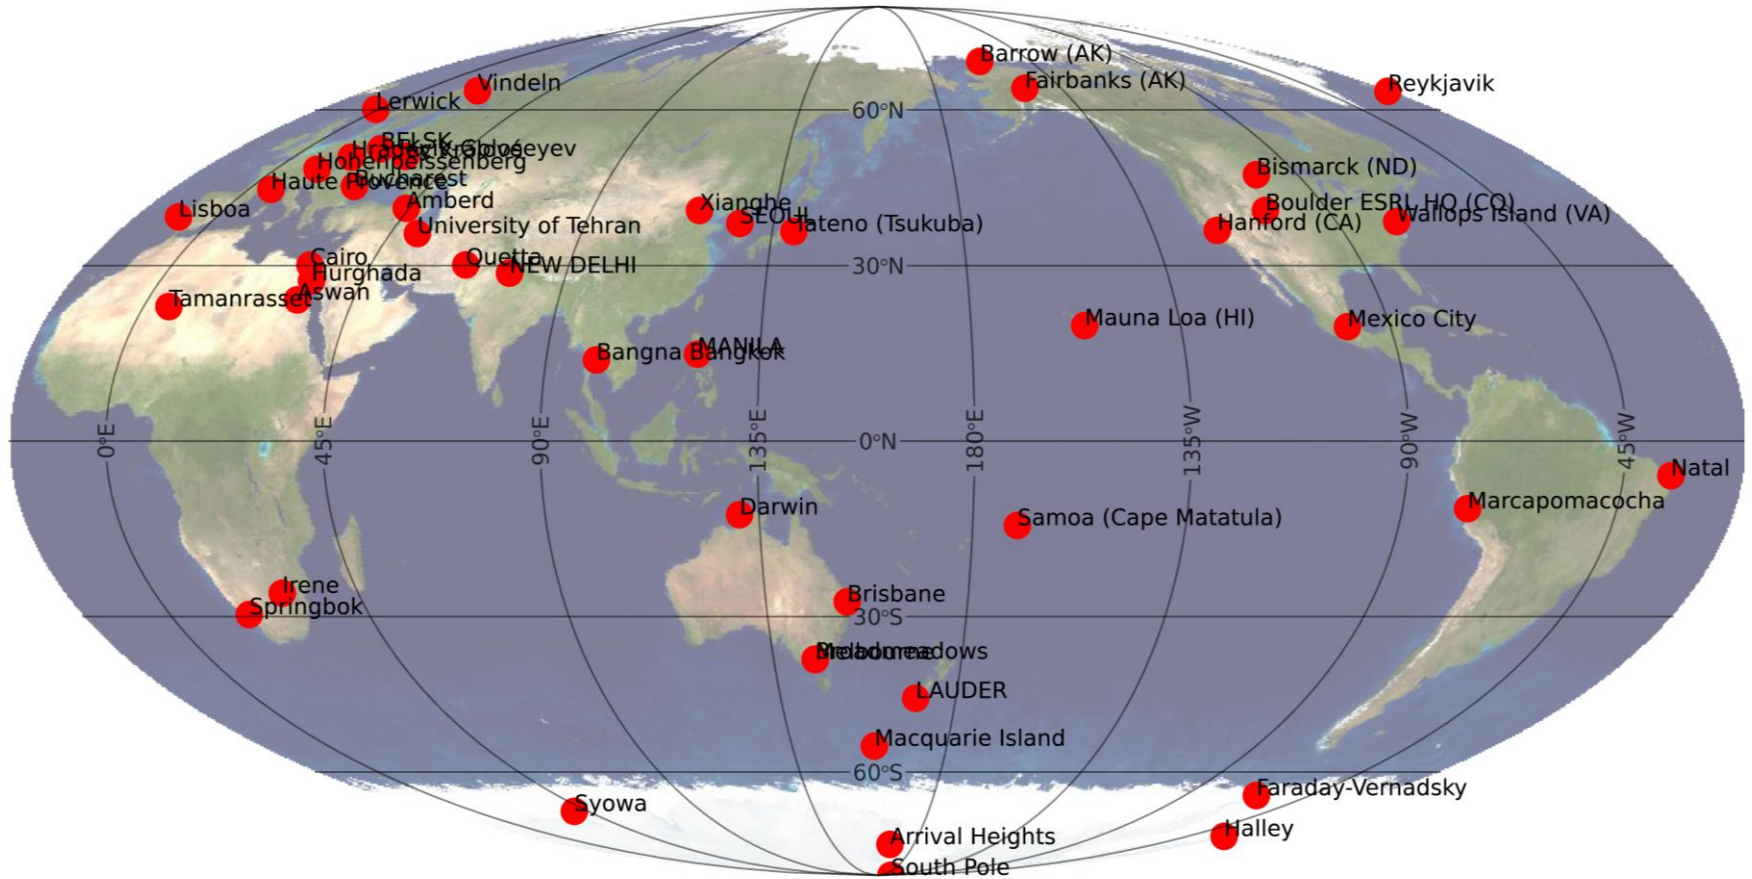 Barrow (AK)
Vindeln
Fairbanks (AK)
Reykjavik
Lerwick
60°N
BELSK
Hohenpeissenberg
Bismarck (ND)
Haute Provence
Bucharest
Amberd
Xianghe
Boulder ESRL HQ (CO)
Lisboa
SEOUL
Tateno (Tsukuba)
Hanford (CA)
Wallops Island (VA)
University of Tehran
Cairo
Quetta
NEW DELHI
30°N
Hurghada
Tamanrasset
Aswan
Mauna Loa (HI)
Mexico City
MANILA
Bangna Bangkok
0°E
45°E
90°E
135°E
0°N
180°E
135°W
90°W
45°W
Natal
Marcapomacocha
Darwin
Samoa (Cape Matatula)
Irene
Brisbane
Springbok
30°S
Melbourne
Broadmeadows
LAUDER
Macquarie Island
60°S
Faraday-Vernadsky
Syowa
Halley
Arrival Heights
South Pole